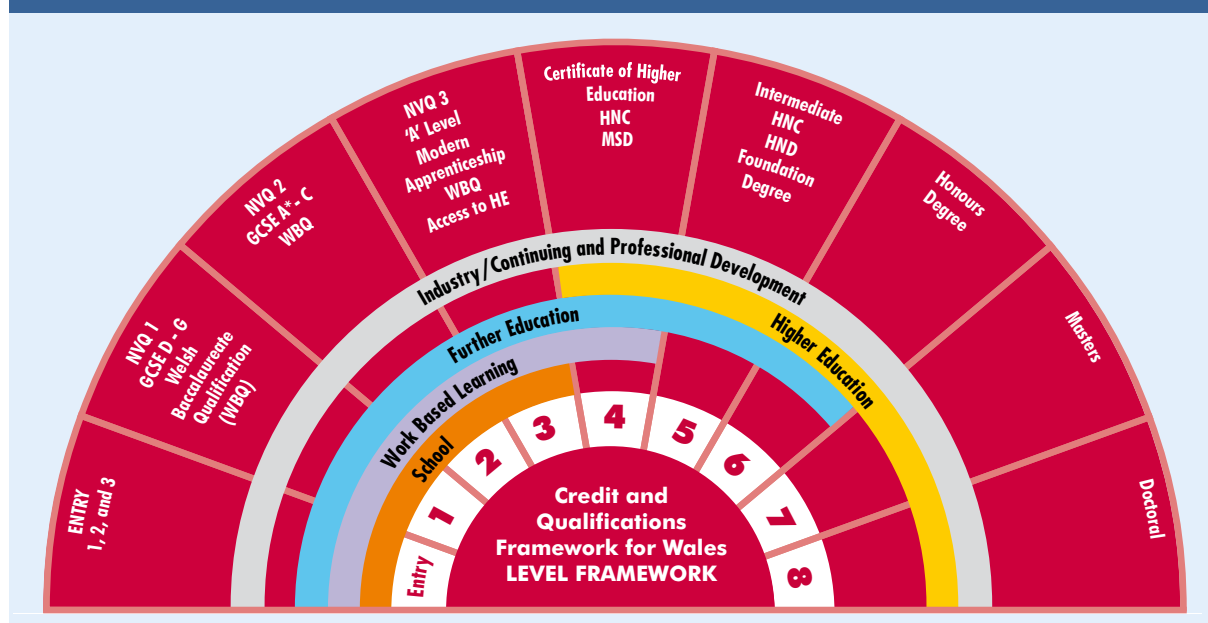 ENTRY
1, 2, and 3
NVQ 1
GCSE D - G
Welsh
Baccalaureate
Qualification
(WBQ)
NVQ 2
GCSE A* - C
WBQ
NVQ 3
‘A’ Level
Modern
Apprenticeship
WBQ
Access to HE
Certificate of Higher
Education
HNC
MSD
Intermediate
HNC
HND
Foundation
Degree
Honours
Degree
Masters
Doctoral
Industry/Continuing and Professional Development
Higher Education
Further Education
Work Based Learning
School
Entry
1
2
3
4
5
6
7
8
Credit and
Qualifications
Framework for Wales
LEVEL FRAMEWORK